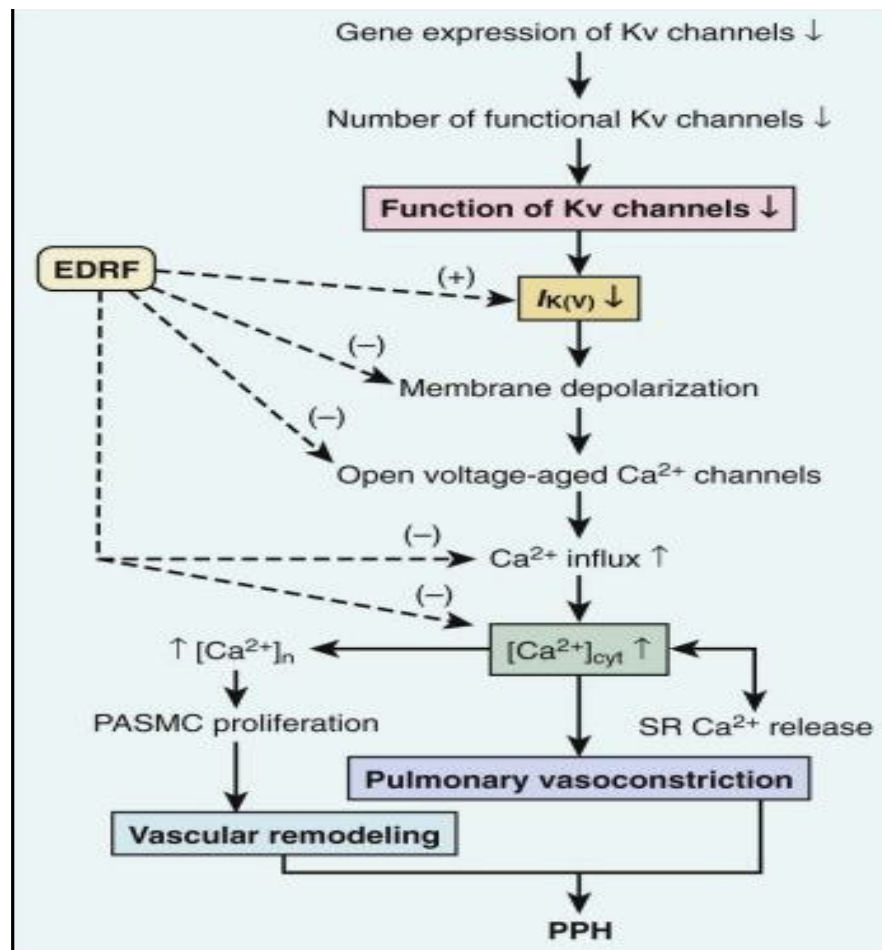 Gene expression of Kv channels ↓
Number of functional Kv channels ↓
Function of Kv channels ↓
EDRF
(+)
I K(V) ↓
(–)
Membrane depolarization
(–)
Open voltage-aged Ca²⁺ channels
(–)
Ca²⁺ influx ↑
(–)
↑ [Ca²⁺]n
[Ca²⁺]cyt ↑
PASMC proliferation
SR Ca²⁺ release
Pulmonary vasoconstriction
Vascular remodeling
PPH